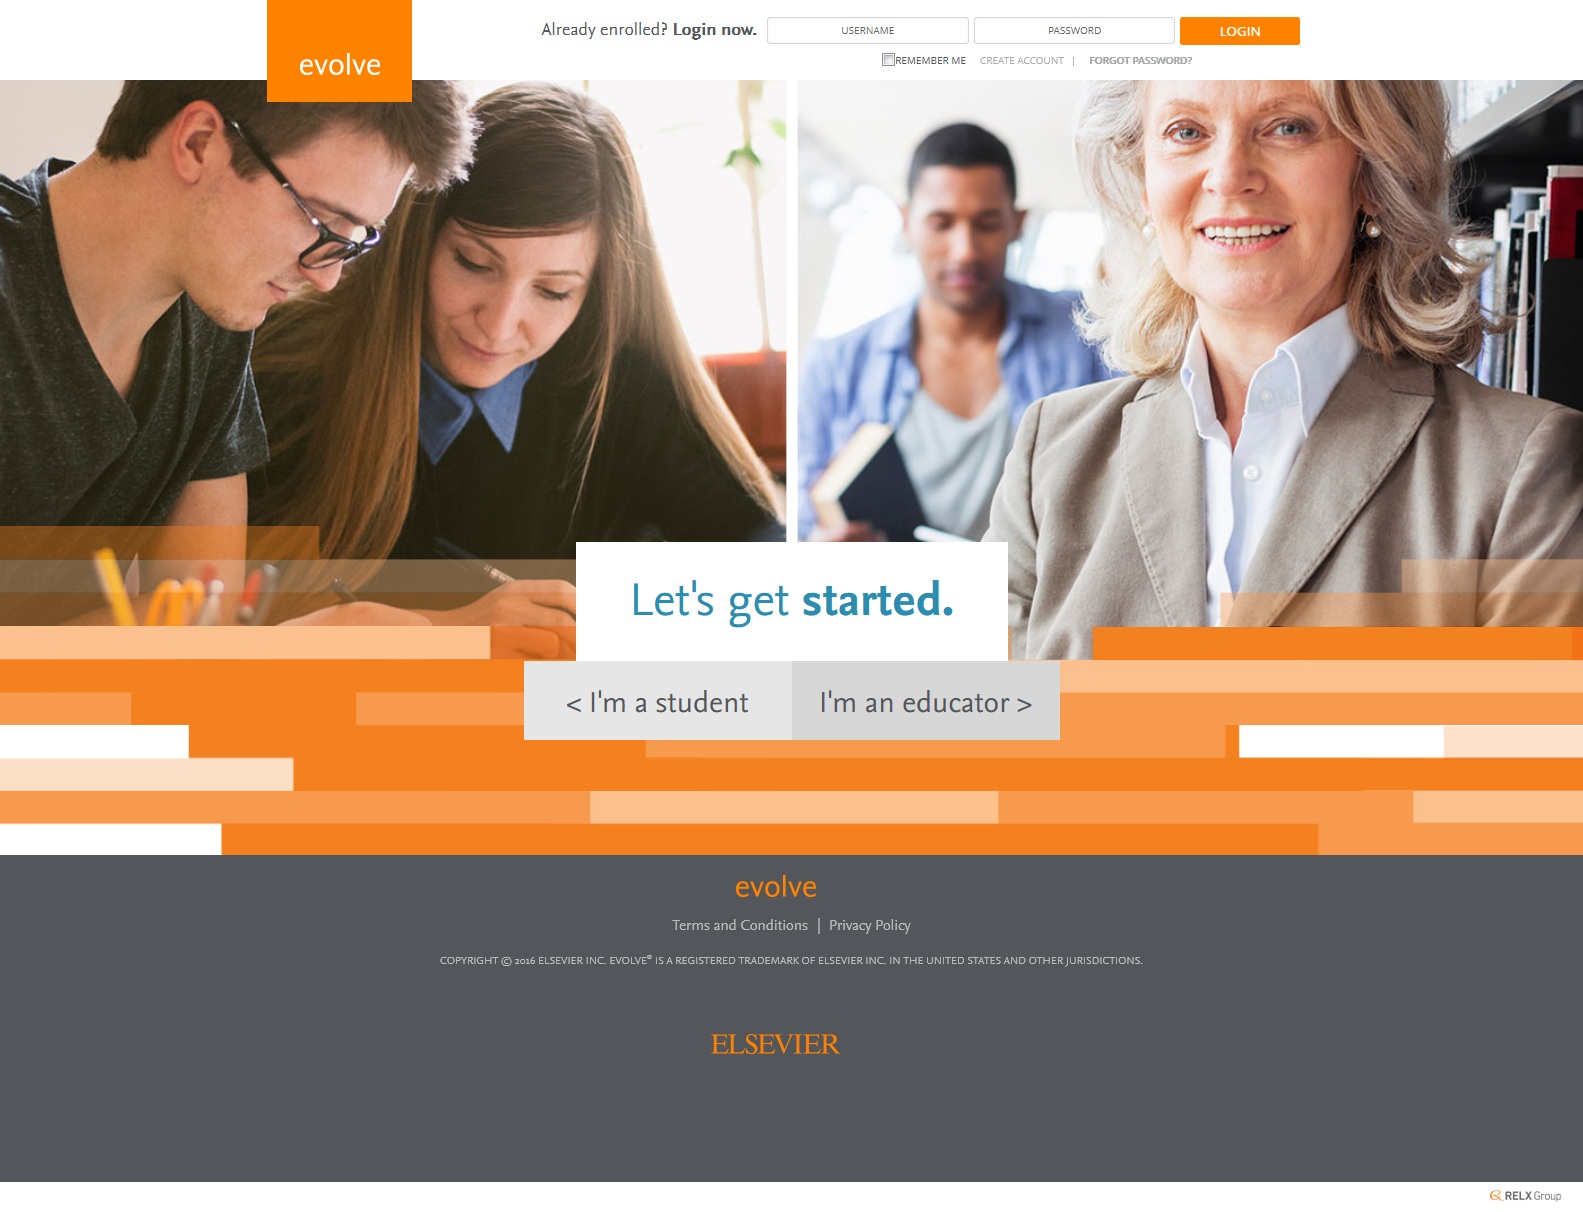 evolve
Already enrolled? Login now.
USERNAME
PASSWORD
LOGIN
REMEMBER ME
CREATE ACCOUNT | FORGOT PASSWORD?
Let's get started.
< I'm a student
I'm an educator >
evolve
Terms and Conditions | Privacy Policy
COPYRIGHT © 2016 ELSEVIER INC. EVOLVE® IS A REGISTERED TRADEMARK OF ELSEVIER INC. IN THE UNITED STATES AND OTHER JURISDICTIONS.
ELSEVIER
RELX Group